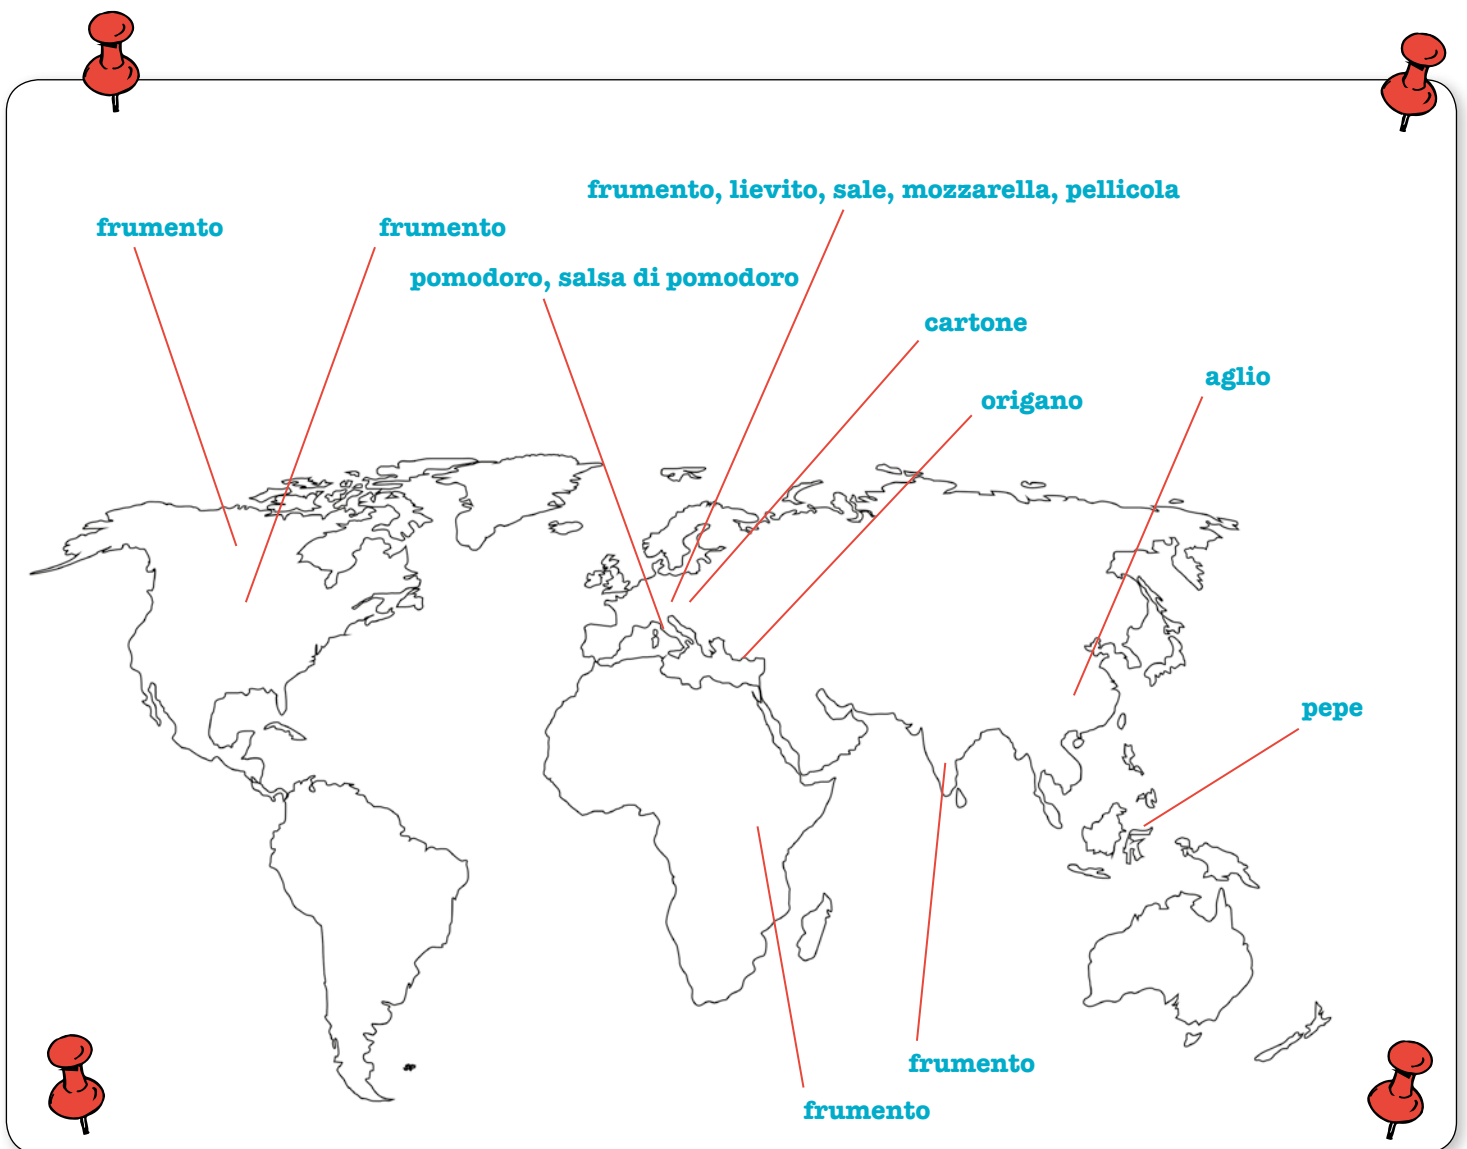 frumento, lievito, sale, mozzarella, pellicola
frumento
frumento
pomodoro, salsa di pomodoro
cartone
aglio
origano
pepe
frumento
frumento